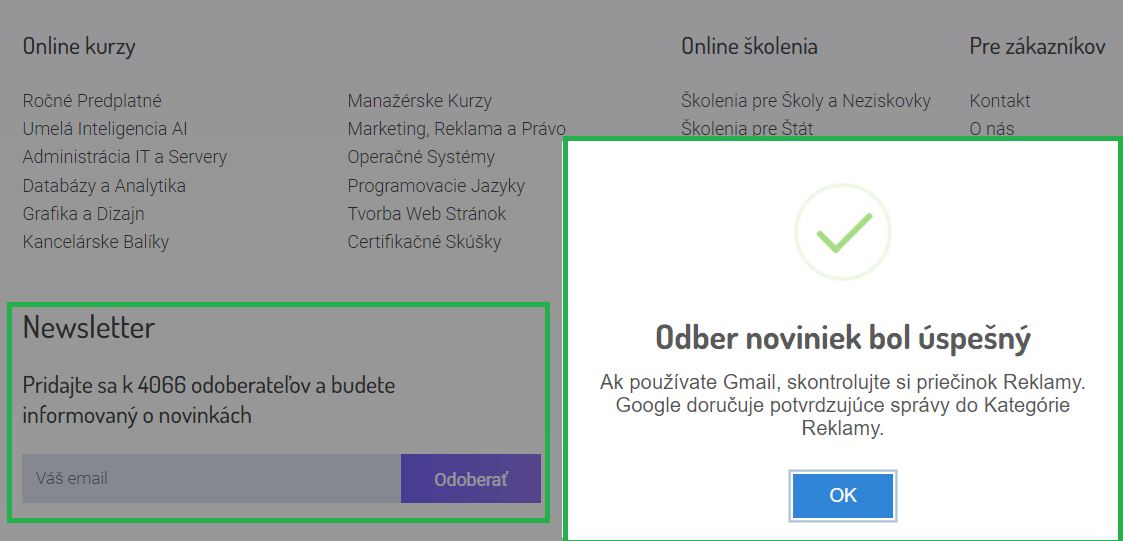 Online kurzy
Ročné Predplatné
Umelá Inteligencia AI
Administrácia IT a Servery
Databázy a Analytika
Grafika a Dizajn
Kancelárske Balíky
Manažérske Kurzy
Marketing, Reklama a Právo
Operačné Systémy
Programovacie Jazyky
Tvorba Web Stránok
Certifikačné Skúšky
Online školenia
Školenia pre Školy a Neziskovky
Školenia pre Štát
Pre zákazníkov
Kontakt
O nás
Newsletter
Pridajte sa k 4066 odoberateľov a budete
informovaný o novinkách
Váš email
Odoberať
Odber noviniek bol úspešný
Ak používate Gmail, skontrolujte si priečinok Reklamy.
Google doručuje potvrdzujúce správy do Kategórie
Reklamy.
OK